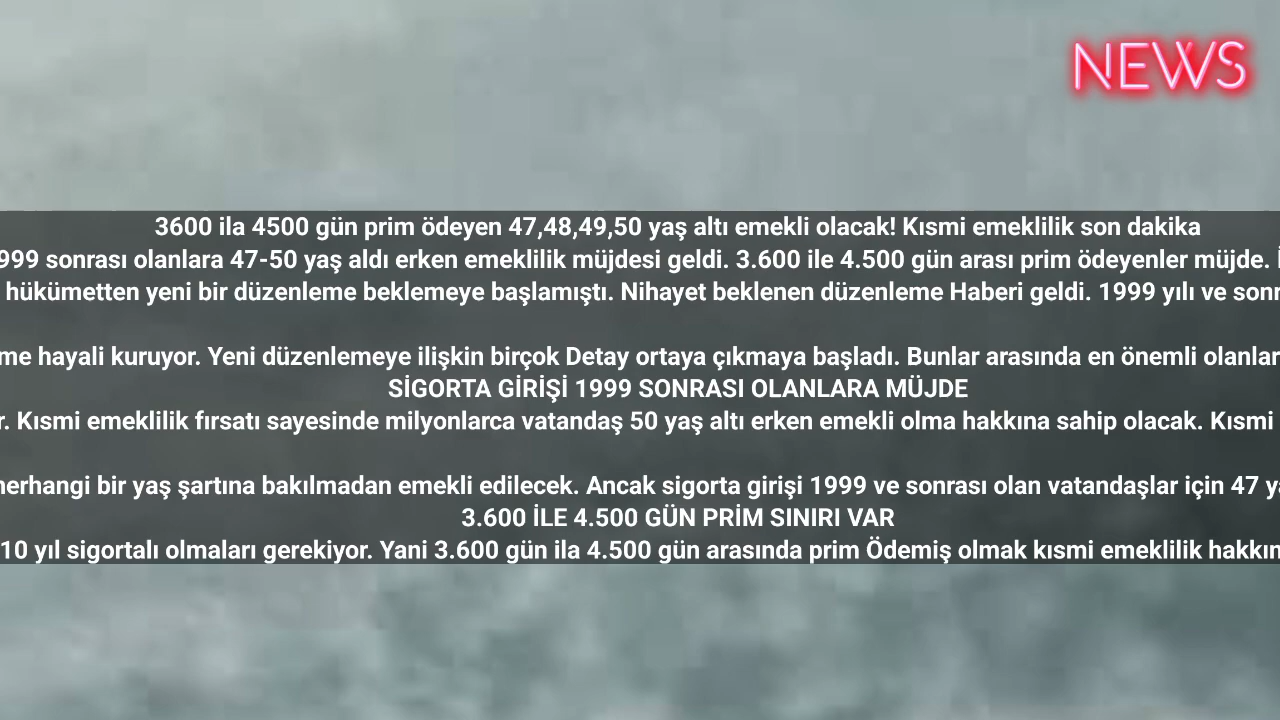 NEWS
3600 ila 4500 gün prim ödeyen 47,48,49,50 yaş altı emekli olacak! Kısmi emeklilik son dakika
999 sonrası olanlara 47-50 yaş aldı erken emeklilik müjdesi geldi. 3.600 ile 4.500 gün arası prim ödeyenler müjde.
hükümetten yeni bir düzenleme beklemeye başlamıştı. Nihayet beklenen düzenleme Haberi geldi. 1999 yılı ve sonr
me hayali kuruyor. Yeni düzenlemeye ilişkin birçok Detay ortaya çıkmaya başladı. Bunlar arasında en önemli olanlar
SİGORTA GİRİŞİ 1999 SONRASI OLANLARA MÜJDE
r. Kısmi emeklilik fırsatı sayesinde milyonlarca vatandaş 50 yaş altı erken emekli olma hakkına sahip olacak. Kısmi
herhangi bir yaş şartına bakılmadan emekli edilecek. Ancak sigorta girişi 1999 ve sonrası olan vatandaşlar için 47 ya
3.600 İLE 4.500 GÜN PRİM SINIRI VAR
10 yıl sigortalı olmaları gerekiyor. Yani 3.600 gün ila 4.500 gün arasında prim Ödemiş olmak kısmi emeklilik hakkın